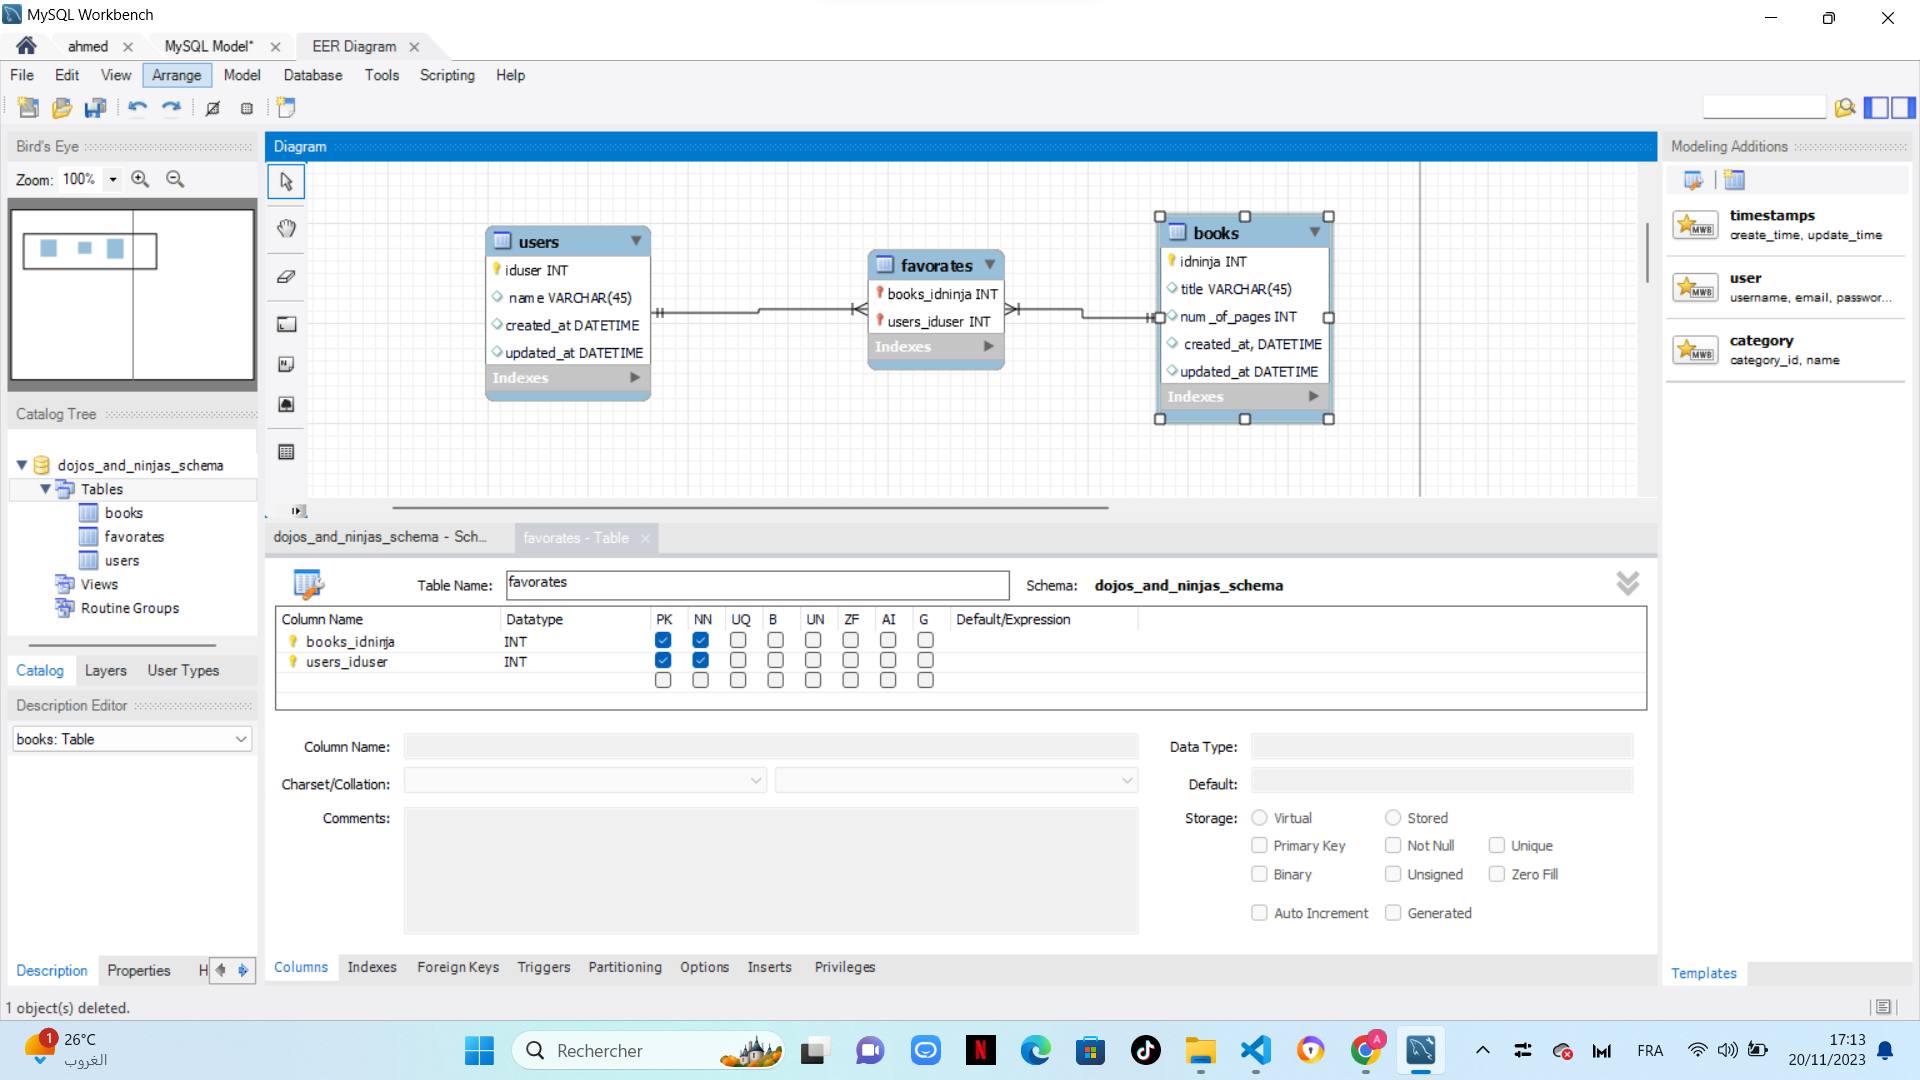 MySQL Workbench
ahmed
MySQL Model*
EER Diagram
File Edit View Arrange Model Database Tools Scripting Help
Bird's Eye
Zoom: 100%
Diagram
Modeling Additions
timestamps
create_time, update_time
user
username, email, passwor...
category
category_id, name
users
iduser INT
name VARCHAR(45)
created_at DATETIME
updated_at DATETIME
Indexes
favorates
books_idninja INT
users_iduser INT
Indexes
books
idninja INT
title VARCHAR(45)
num_of_pages INT
created_at, DATETIME
updated_at DATETIME
Indexes
Catalog Tree
dojos_and_ninjas_schema
Tables
books
favorates
users
Views
Routine Groups
Catalog Layers User Types
Description Editor
books: Table
Description Properties H
dojos_and_ninjas_schema - Sch...
favorates - Table
Table Name: favorates
Schema: dojos_and_ninjas_schema
Column Name Datatype PK NN UQ B UN ZF AI G Default/Expression
books_idninja INT
users_iduser INT
Column Name:
Data Type:
Charset/Collation:
Default:
Comments:
Storage: Virtual Stored
Primary Key Not Null Unique
Binary Unsigned Zero Fill
Auto Increment Generated
Columns Indexes Foreign Keys Triggers Partitioning Options Inserts Privileges
Templates
1 object(s) deleted.
1
26°C
الغروب
Rechercher
N
A
FRA
17:13
20/11/2023